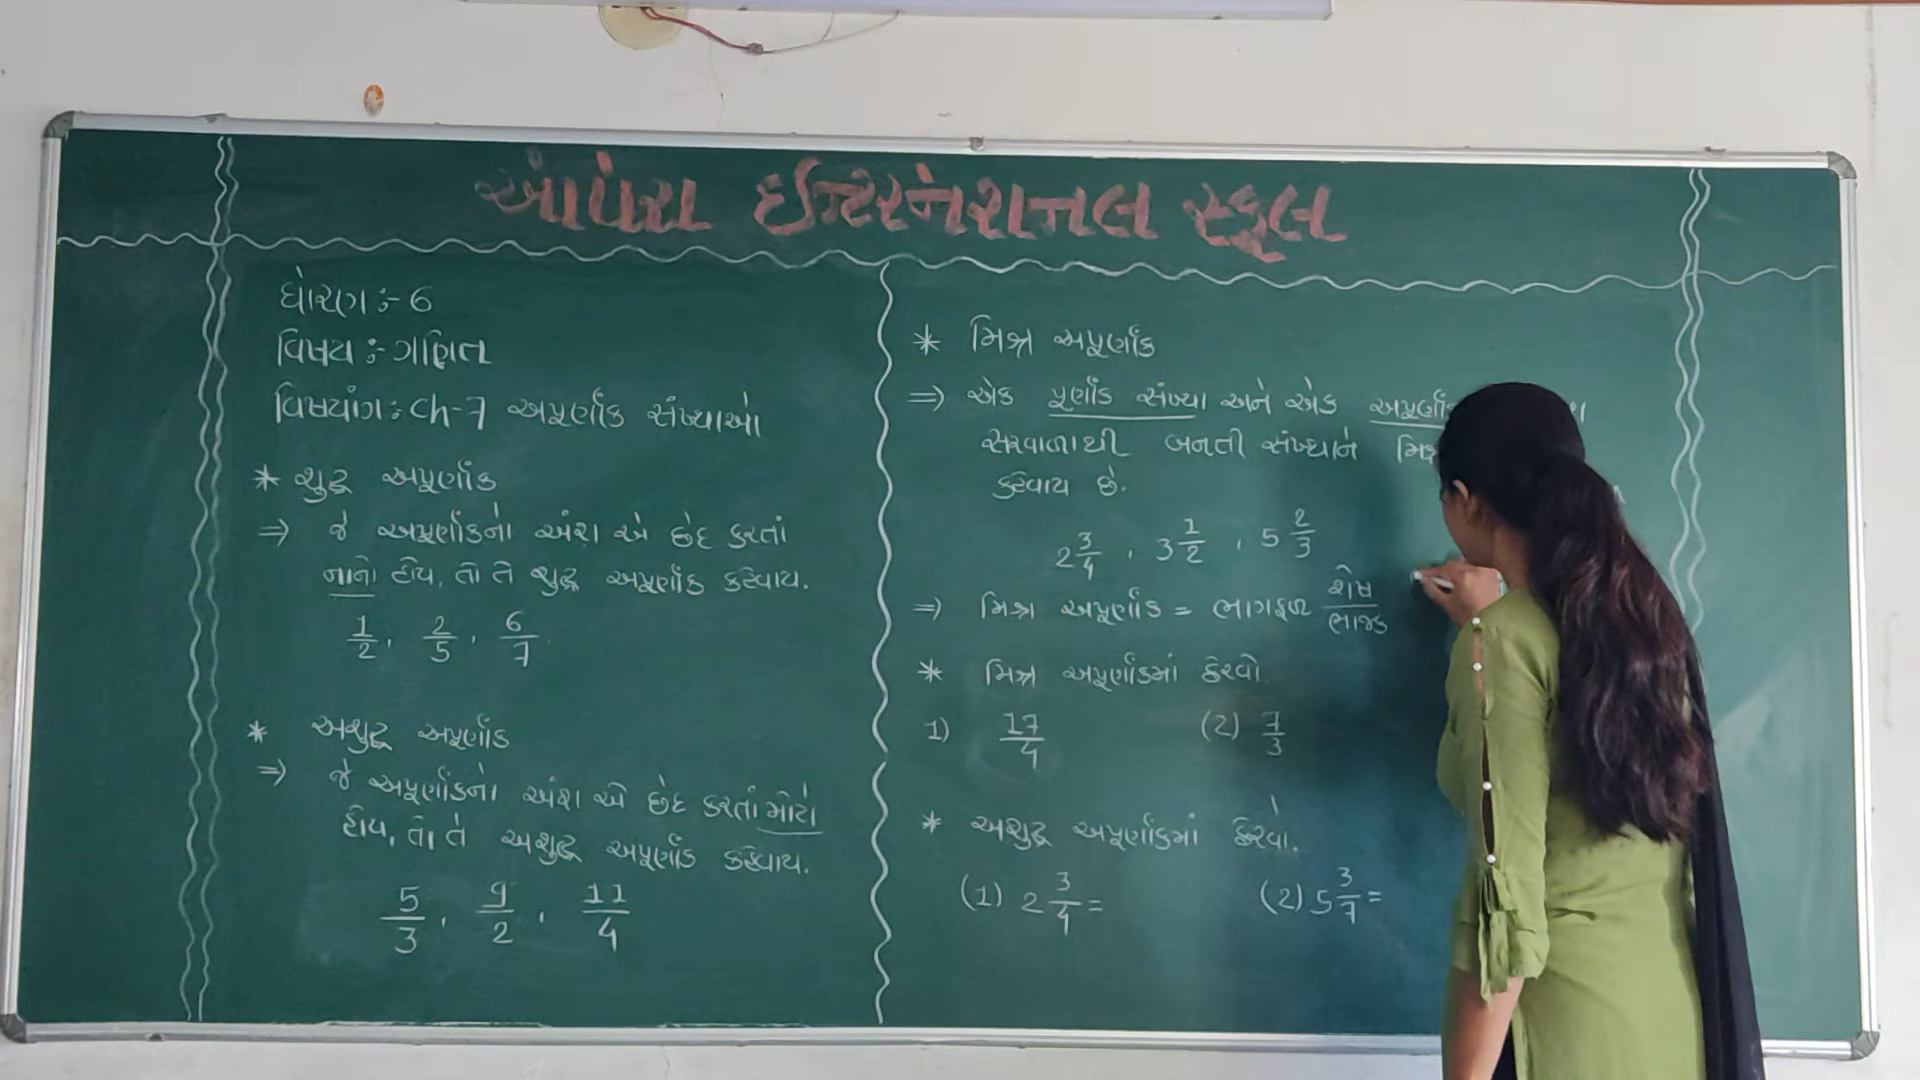 ઈન્ટરનેશનલ સ્કૂલ
ધોરણ :- 6
વિષય :- ગણિત
વિષયાંગ : Ch-7 અપૂર્ણાંક સંખ્યાઓ
* શુદ્ધ અપૂર્ણાંક
⇒ જે અપૂર્ણાંકનો અંશ એ છેદ કરતાં
નાનો હોય, તો તે શુદ્ધ અપૂર્ણાંક કહેવાય.
1/2, 2/5, 6/7
* અશુદ્ધ અપૂર્ણાંક
⇒ જે અપૂર્ણાંકનો અંશ એ છેદ કરતાં મોટો
હોય, તો તે અશુદ્ધ અપૂર્ણાંક કહેવાય.
5/3, 9/2, 11/4
* મિશ્ર અપૂર્ણાંક
⇒ એક પૂર્ણાંક સંખ્યા અને એક
સરવાળાથી બનતી સંખ્યાને
કહેવાય છે.
2 3/4, 3 1/2, 5 2/3
⇒ મિશ્ર અપૂર્ણાંક = ભાગફળ શેષ/ભાજક
* મિશ્ર અપૂર્ણાંકમાં ફેરવો.
1) 17/4 (2) 7/3
* અશુદ્ધ અપૂર્ણાંકમાં ફેરવો.
(1) 2 3/4 = (2) 5 3/7 =